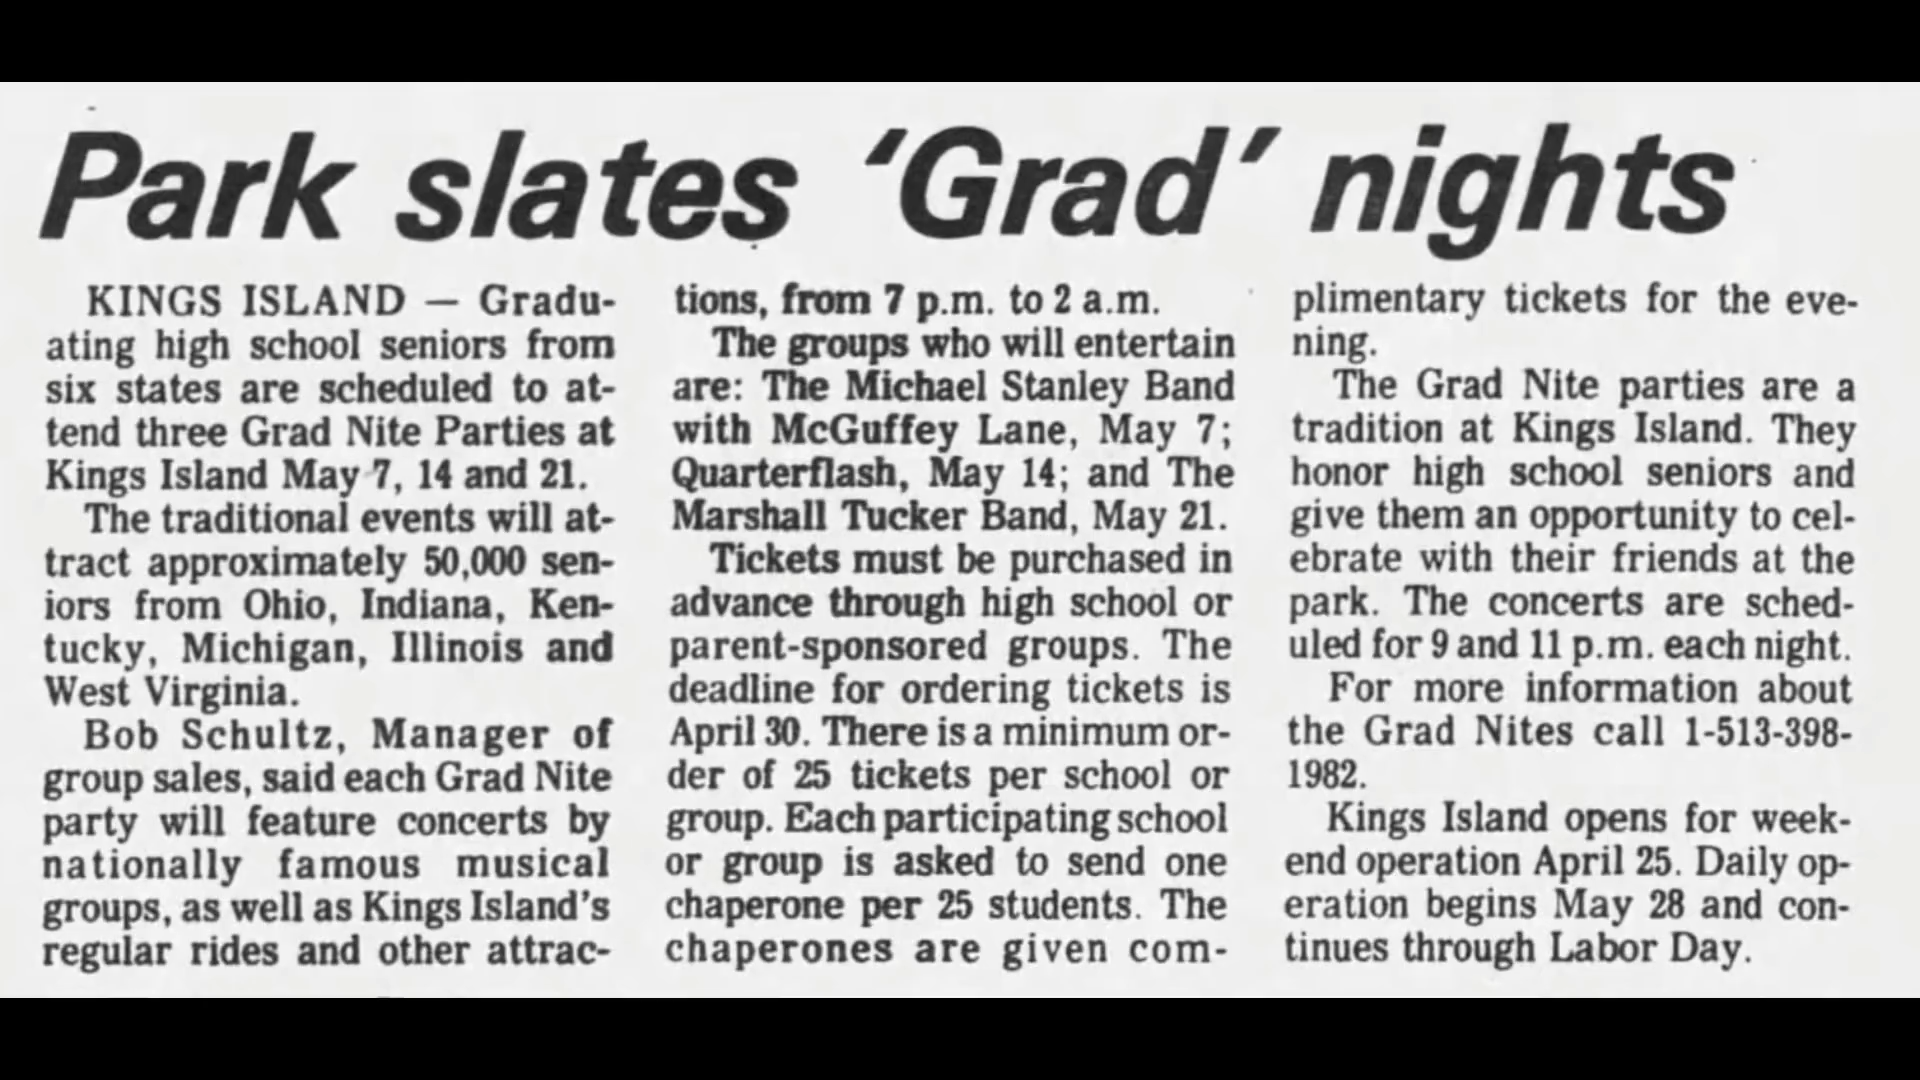 Park slates 'Grad' nights
KINGS ISLAND — Gradu-
ating high school seniors from
six states are scheduled to at-
tend three Grad Nite Parties at
Kings Island May 7, 14 and 21.
The traditional events will at-
tract approximately 50,000 sen-
iors from Ohio, Indiana, Ken-
tucky, Michigan, Illinois and
West Virginia.
Bob Schultz, Manager of
group sales, said each Grad Nite
party will feature concerts by
nationally famous musical
groups, as well as Kings Island's
regular rides and other attrac-
tions, from 7 p.m. to 2 a.m.
The groups who will entertain
are: The Michael Stanley Band
with McGuffey Lane, May 7;
Quarterflash, May 14; and The
Marshall Tucker Band, May 21.
Tickets must be purchased in
advance through high school or
parent-sponsored groups. The
deadline for ordering tickets is
April 30. There is a minimum or-
der of 25 tickets per school or
group. Each participating school
or group is asked to send one
chaperone per 25 students. The
chaperones are given com-
plimentary tickets for the eve-
ning.
The Grad Nite parties are a
tradition at Kings Island. They
honor high school seniors and
give them an opportunity to cel-
ebrate with their friends at the
park. The concerts are sched-
uled for 9 and 11 p.m. each night.
For more information about
the Grad Nites call 1-513-398-
1982.
Kings Island opens for week-
end operation April 25. Daily op-
eration begins May 28 and con-
tinues through Labor Day.